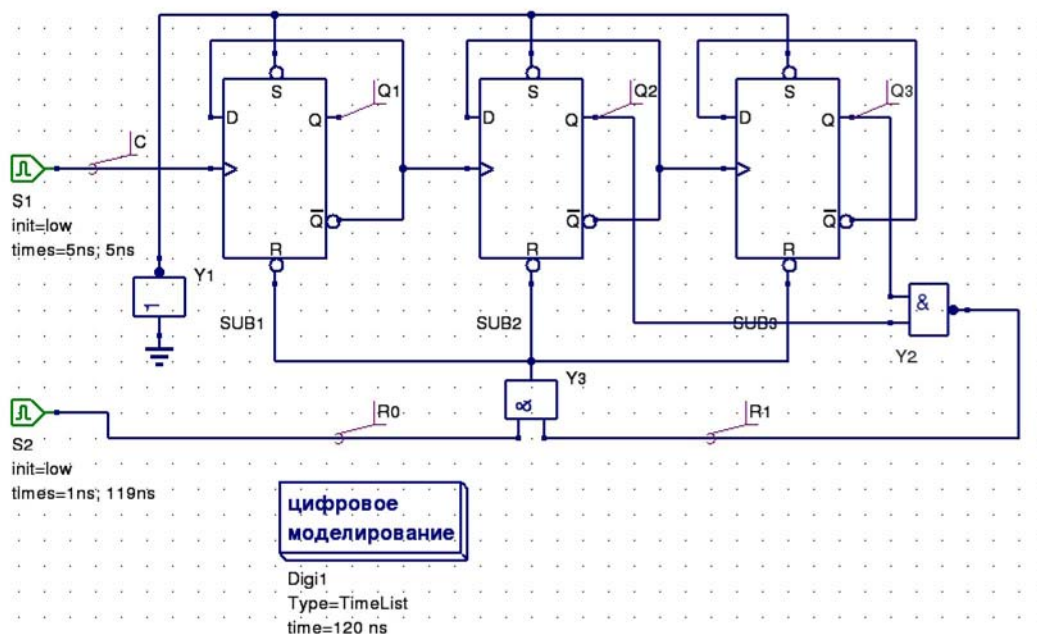 S
S
S
Q1
Q2
Q3
D
Q
D
Q
D
Q
C
S1
init=low
times=5ns; 5ns
Q
Q
Q
R
R
R
Y1
1
SUB1
SUB2
SUB3
&
Y2
Y3
&
R0
R1
S2
init=low
times=1ns; 119ns
цифровое
моделирование
Digi1
Type=TimeList
time=120 ns